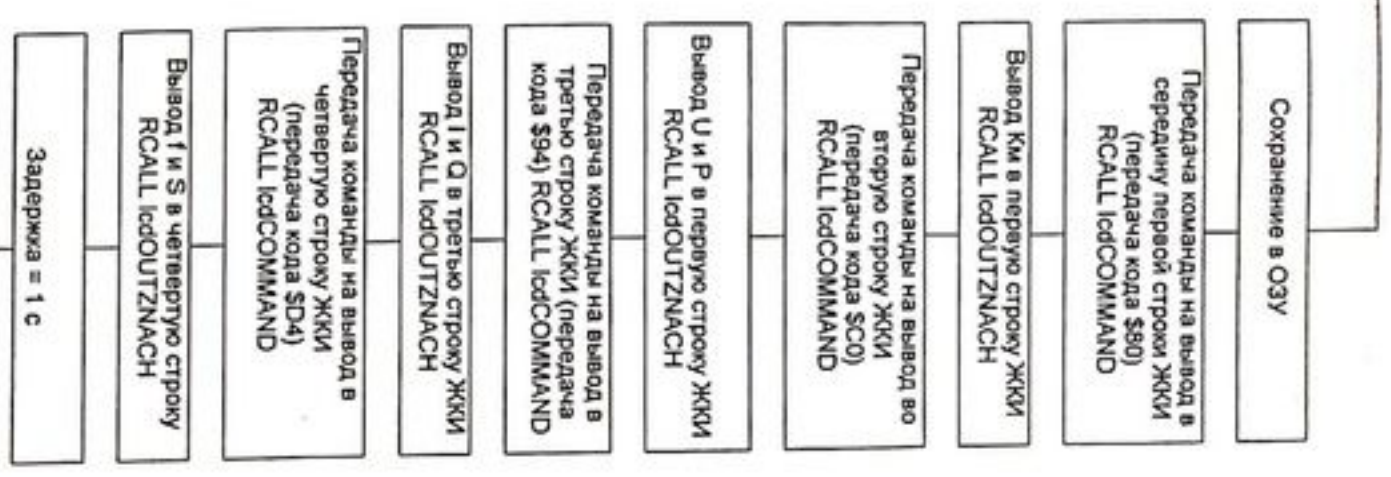 Сохранение в ОЗУ
Передача команды на вывод в
середину первой строки ЖКИ
(передача кода $80)
RCALL lcdCOMMAND
Вывод Км в первую строку ЖКИ
RCALL lcdOUTZNACH
Передача команды на вывод во
вторую строку ЖКИ
(передача кода $C0)
RCALL lcdCOMMAND
Вывод U и P в первую строку ЖКИ
RCALL lcdOUTZNACH
Передача команды на вывод в
третью строку ЖКИ (передача
кода $94) RCALL lcdCOMMAND
Вывод I и Q в третью строку ЖКИ
RCALL lcdOUTZNACH
Передача команды на вывод в
четвертую строку ЖКИ
(передача кода $D4)
RCALL lcdCOMMAND
Вывод f и S в четвертую строку
RCALL lcdOUTZNACH
Задержка = 1 с